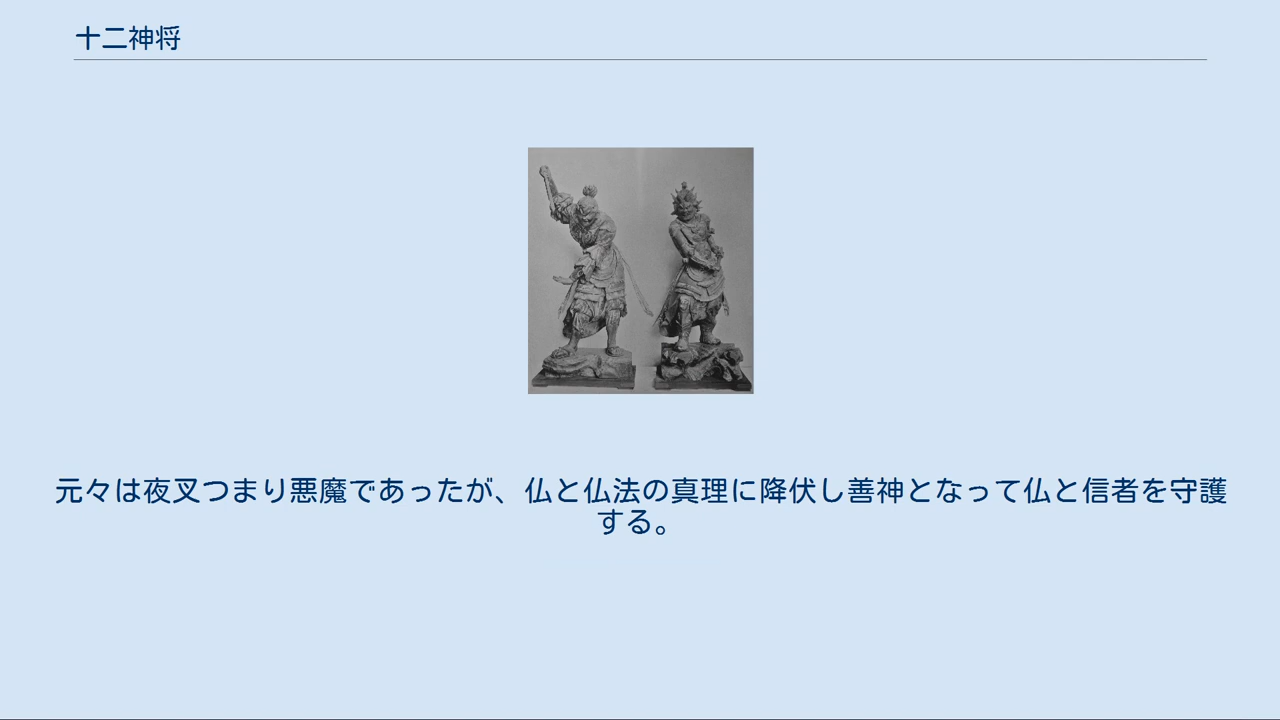 十二神将
元々は夜叉つまり悪魔であったが、仏と仏法の真理に降伏し善神となって仏と信者を守護
する。